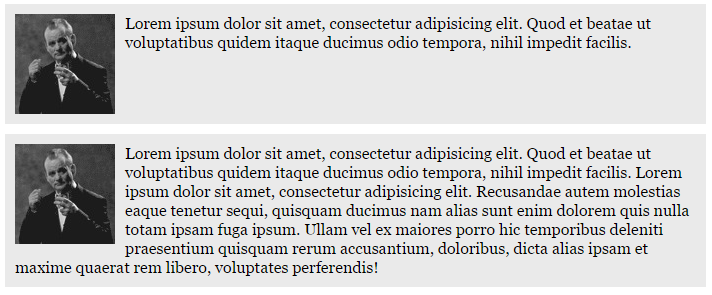 Lorem ipsum dolor sit amet, consectetur adipisicing elit. Quod et beatae ut
voluptatibus quidem itaque ducimus odio tempora, nihil impedit facilis.
Lorem ipsum dolor sit amet, consectetur adipisicing elit. Quod et beatae ut
voluptatibus quidem itaque ducimus odio tempora, nihil impedit facilis. Lorem
ipsum dolor sit amet, consectetur adipisicing elit. Recusandae autem molestias
eaque tenetur sequi, quisquam ducimus nam alias sunt enim dolorem quis nulla
totam ipsam fuga ipsum. Ullam vel ex maiores porro hic temporibus deleniti
praesentium quisquam rerum accusantium, doloribus, dicta alias ipsam et
maxime quaerat rem libero, voluptates perferendis!